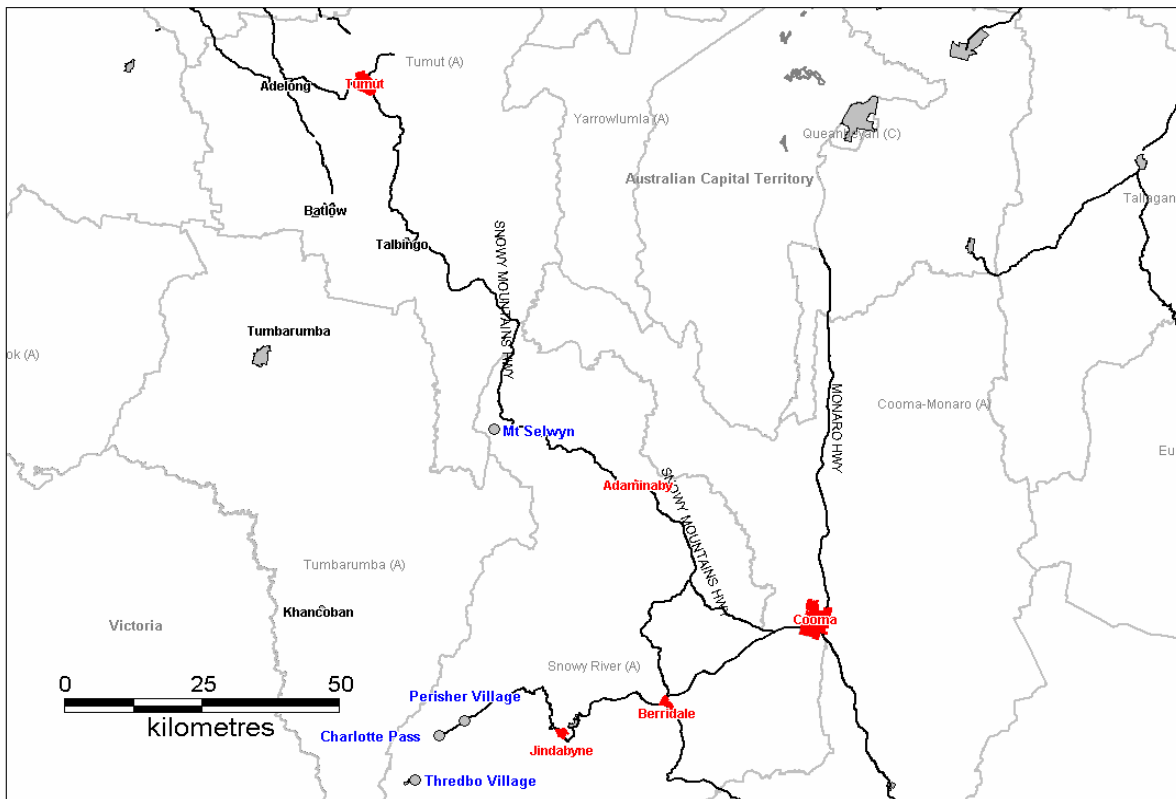 Tumut (A)
Adelong
Tumut
Yarrowlumla (A)
Queanbeyan (C)
Australian Capital Territory
Tallagan
Batlow
SNOWY MOUNTAINS HWY
Talbingo
Tumbarumba
ok (A)
MONARO HWY
Cooma-Monaro (A)
Mt Selwyn
Eu
Adaminaby
SNOWY MOUNTAINS HWY
Tumbarumba (A)
Khancoban
Victoria
Cooma
Snowy River (A)
0 25 50
kilometres
Perisher Village
Berridale
Charlotte Pass
Jindabyne
Thredbo Village